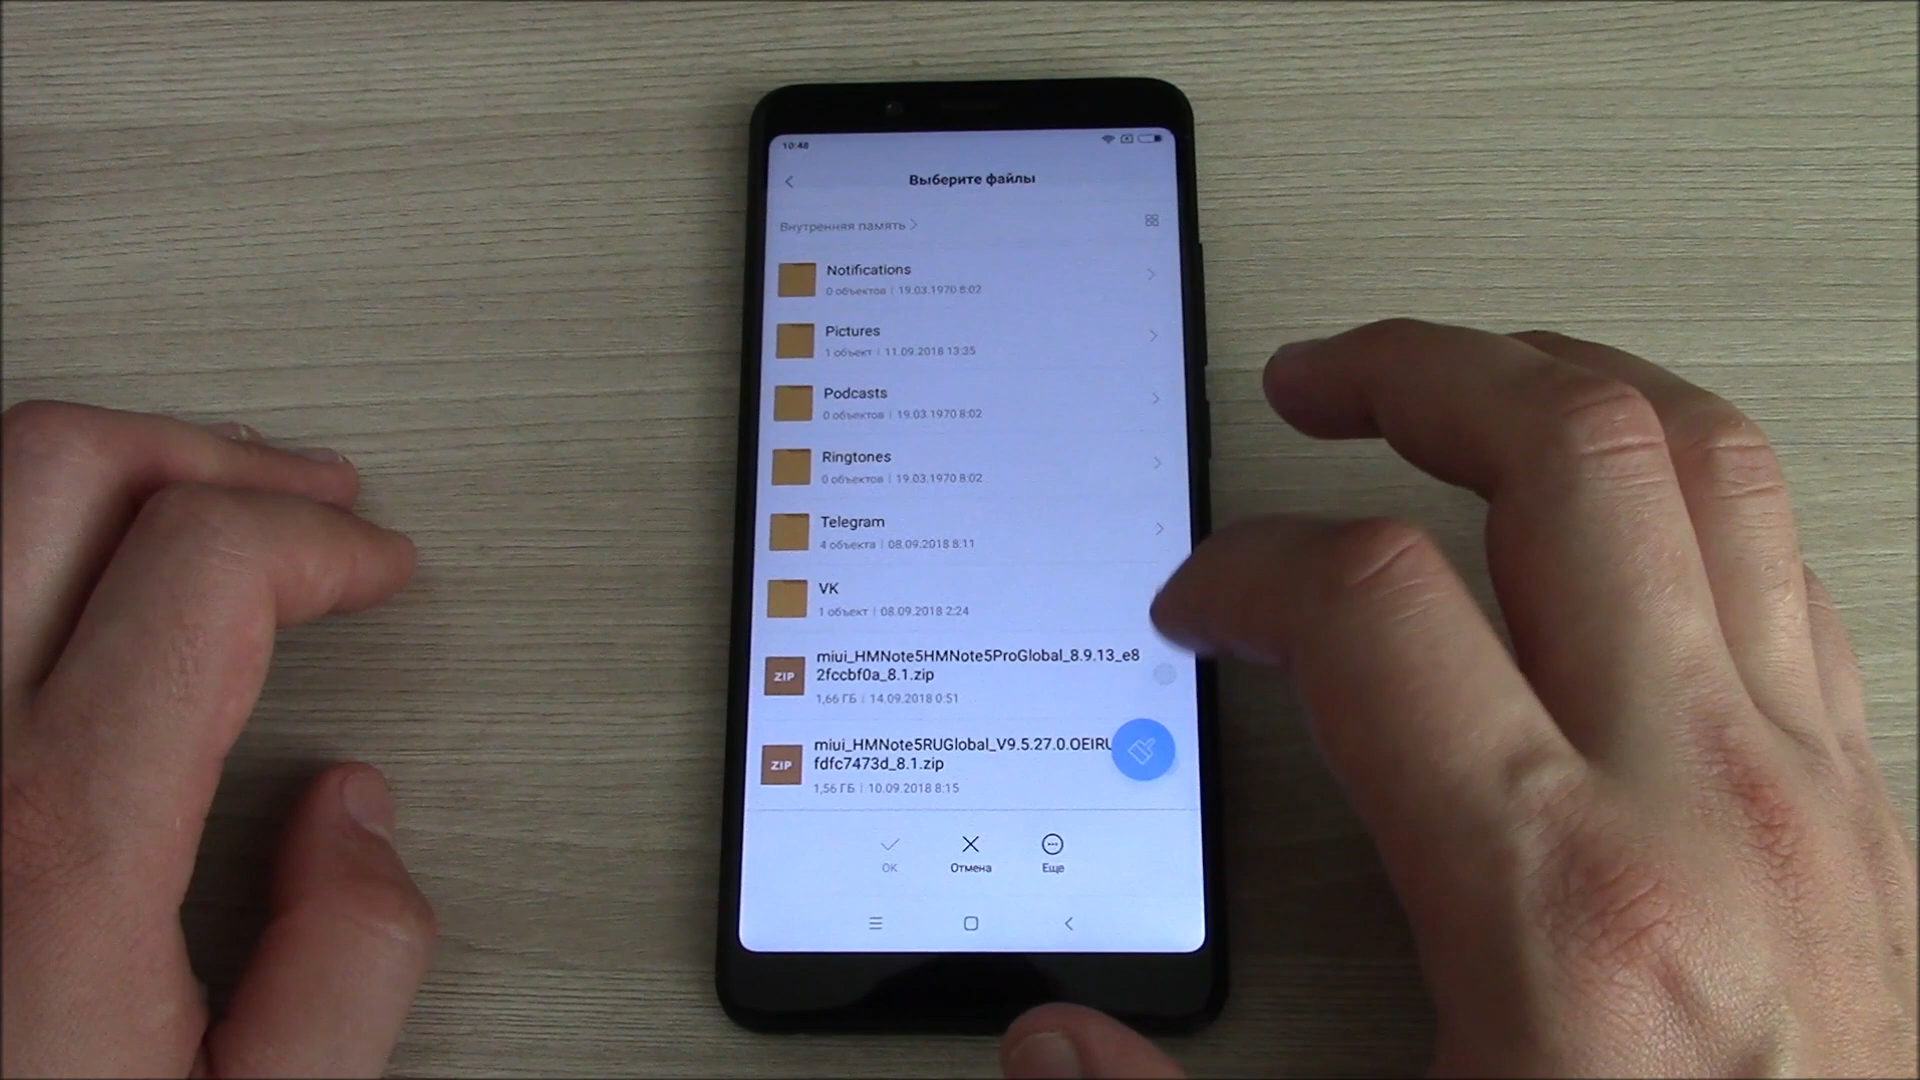 10:48
Выберите файлы
Внутренняя память
Notifications
0 объектов | 19.03.1970 8:02
Pictures
1 объект | 11.09.2018 13:35
Podcasts
0 объектов | 19.03.1970 8:02
Ringtones
0 объектов | 19.03.1970 8:02
Telegram
4 объекта | 08.09.2018 8:11
VK
1 объект | 08.09.2018 2:24
ZIP
miui_HMNote5HMNote5ProGlobal_8.9.13_e8
2fccbf0a_8.1.zip
1,66 ГБ | 14.09.2018 0:51
ZIP
miui_HMNote5RUGlobal_V9.5.27.0.OEIRU
fdfc7473d_8.1.zip
1,56 ГБ | 10.09.2018 8:15
OK
Отмена
Еще